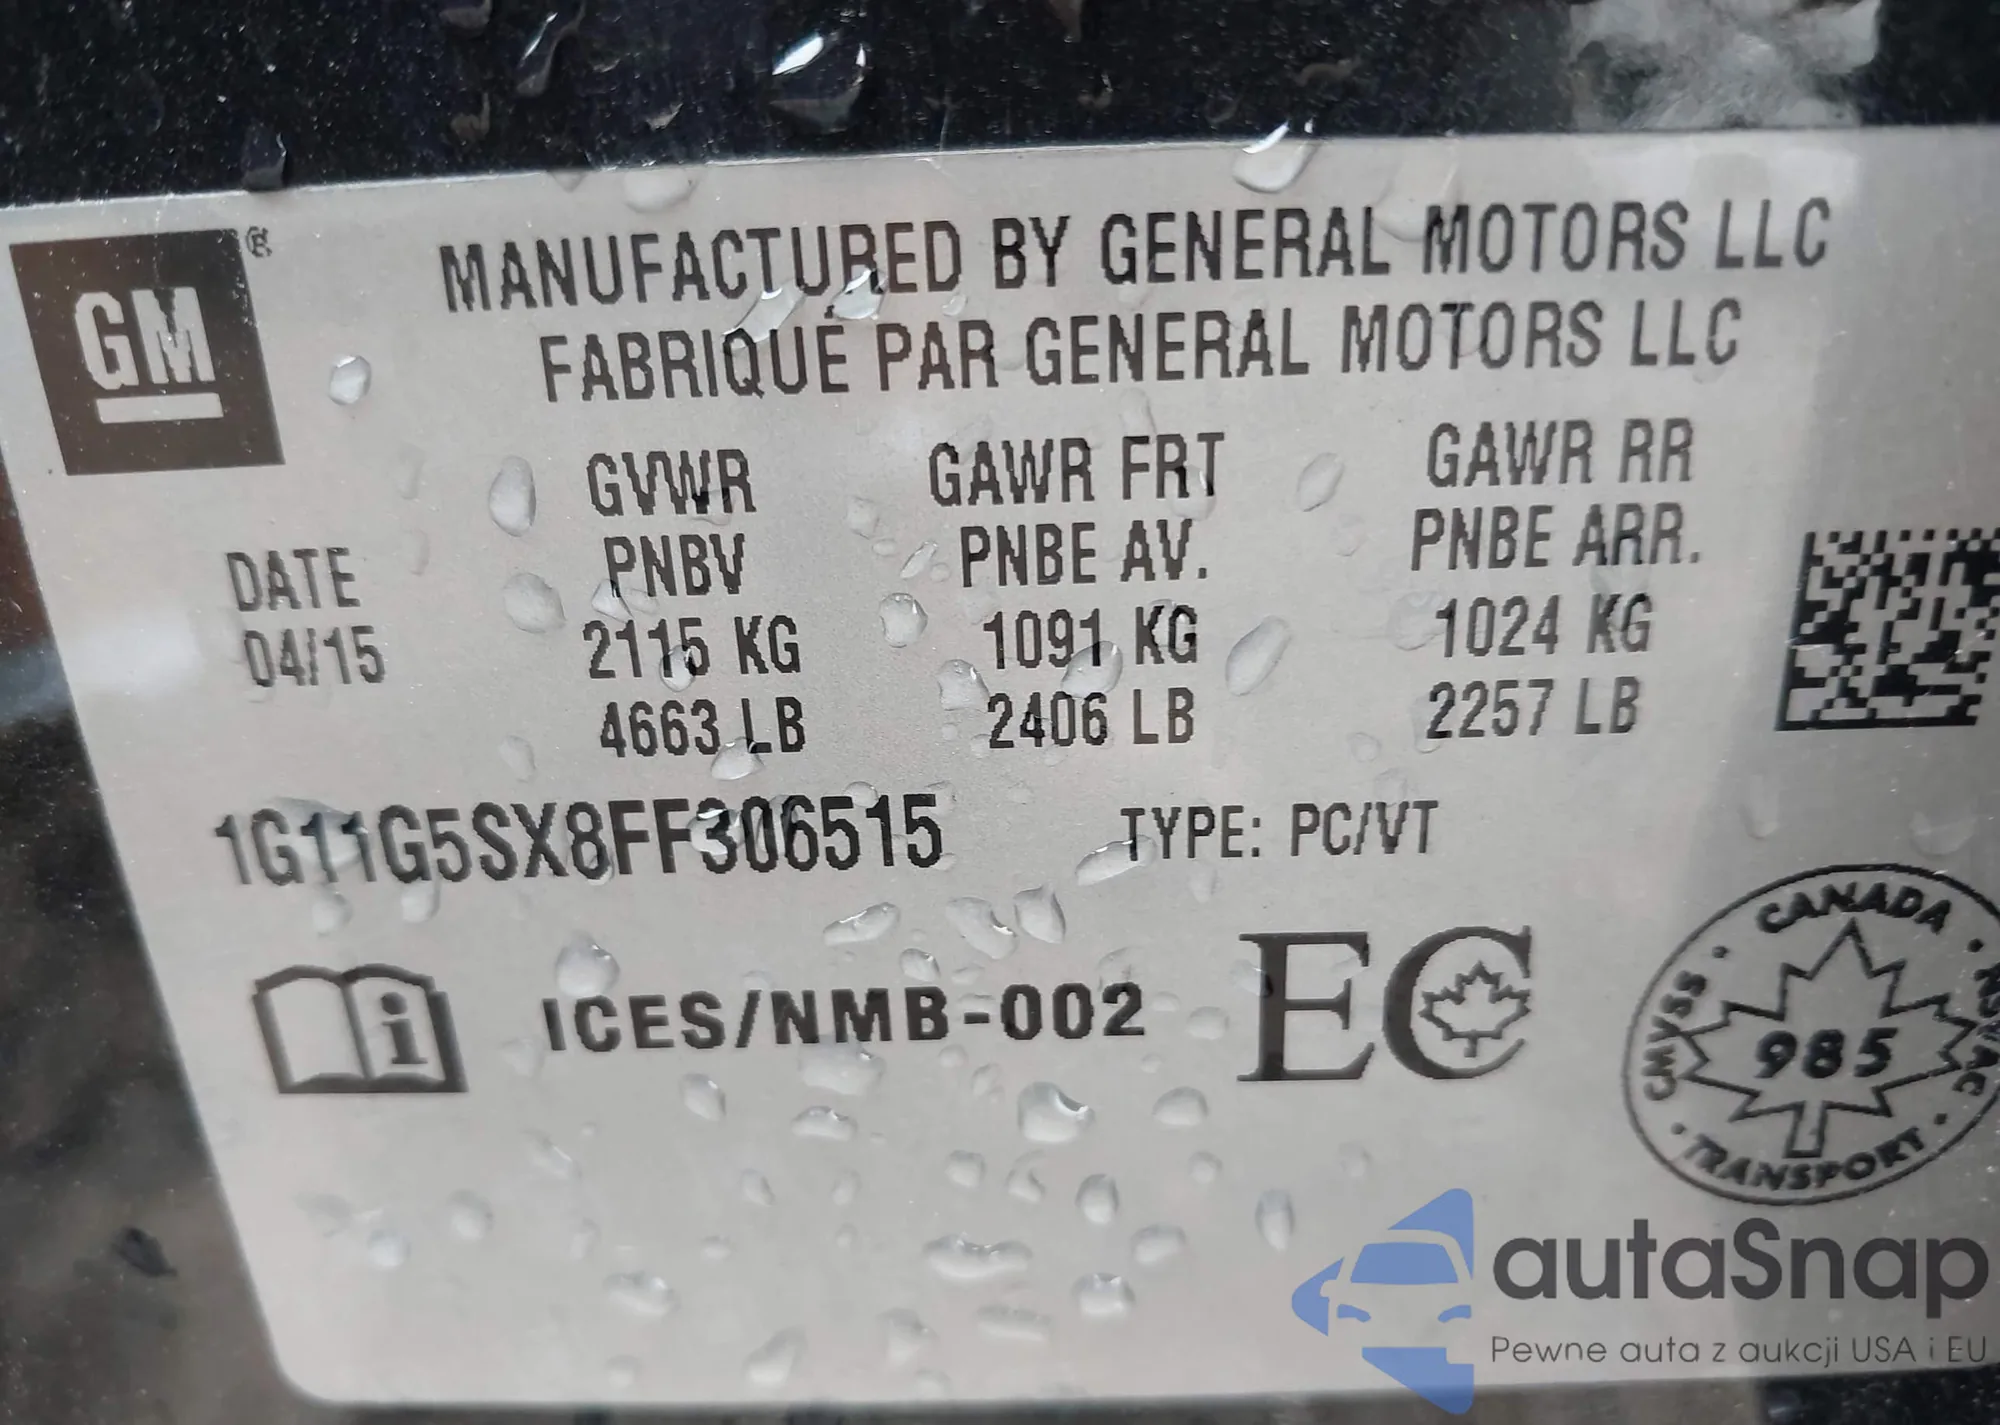 GM ®
MANUFACTURED BY GENERAL MOTORS LLC
FABRIQUÉ PAR GENERAL MOTORS LLC
DATE
04/15
GVWR
PNBV
2115 KG
4663 LB
GAWR FRT
PNBE AV.
1091 KG
2406 LB
GAWR RR
PNBE ARR.
1024 KG
2257 LB
1G11G5SX8FF306515 TYPE: PC/VT
i
ICES/NMB-002
EC
CANADA
CMVSS
985
NSVAC
TRANSPORT
autaSnap
Pewne auta z aukcji USA i EU